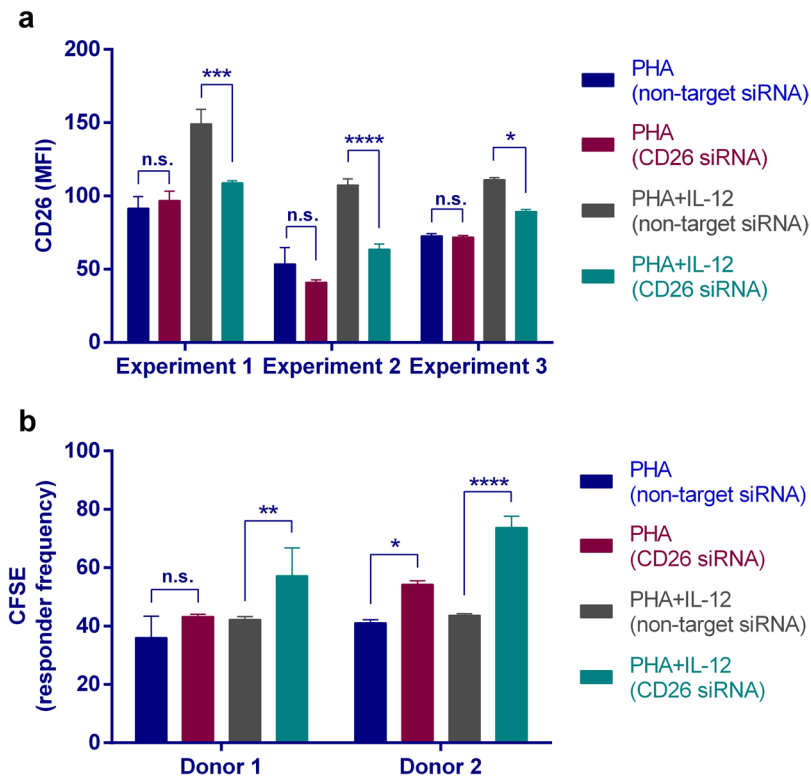 a
200
150
100
50
0
CD26 (MFI)
n.s.
***
n.s.
****
n.s.
*
Experiment 1
Experiment 2
Experiment 3
PHA
(non-target siRNA)
PHA
(CD26 siRNA)
PHA+IL-12
(non-target siRNA)
PHA+IL-12
(CD26 siRNA)
b
100
80
60
40
20
0
CFSE
(responder frequency)
n.s.
**
*
****
Donor 1
Donor 2
PHA
(non-target siRNA)
PHA
(CD26 siRNA)
PHA+IL-12
(non-target siRNA)
PHA+IL-12
(CD26 siRNA)